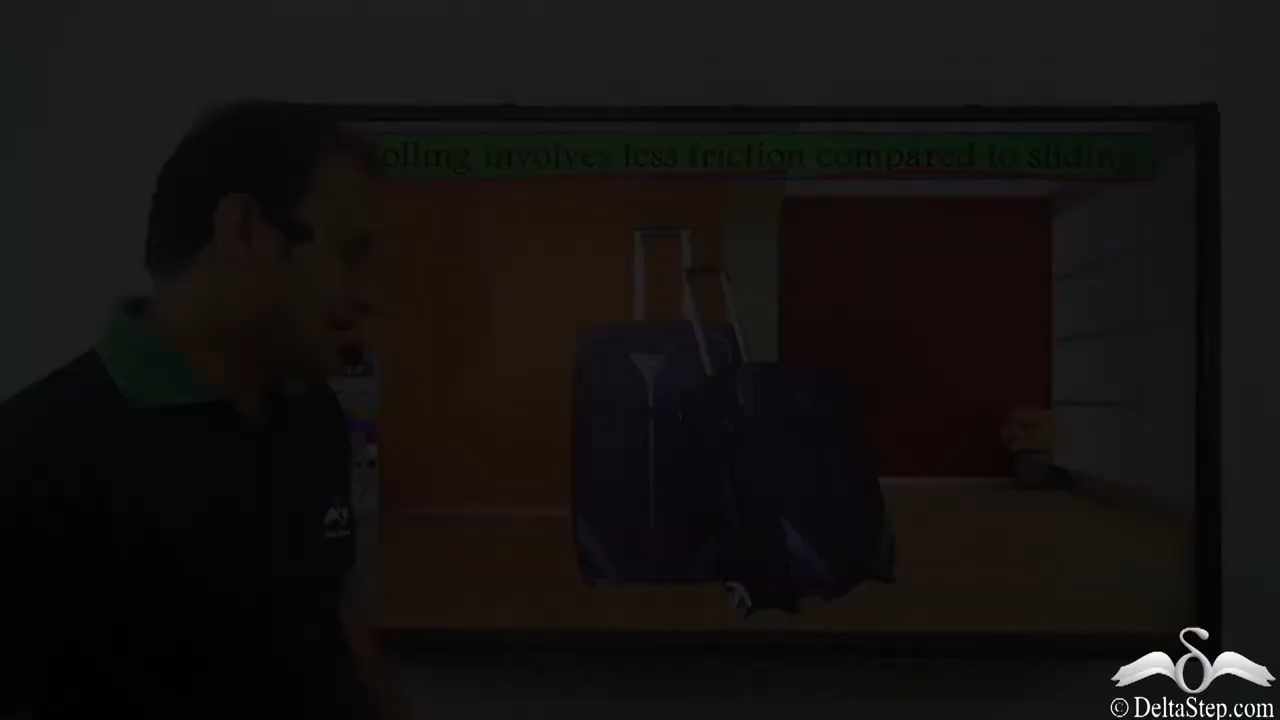 olling involves less friction compared to sliding
© DeltaStep.com